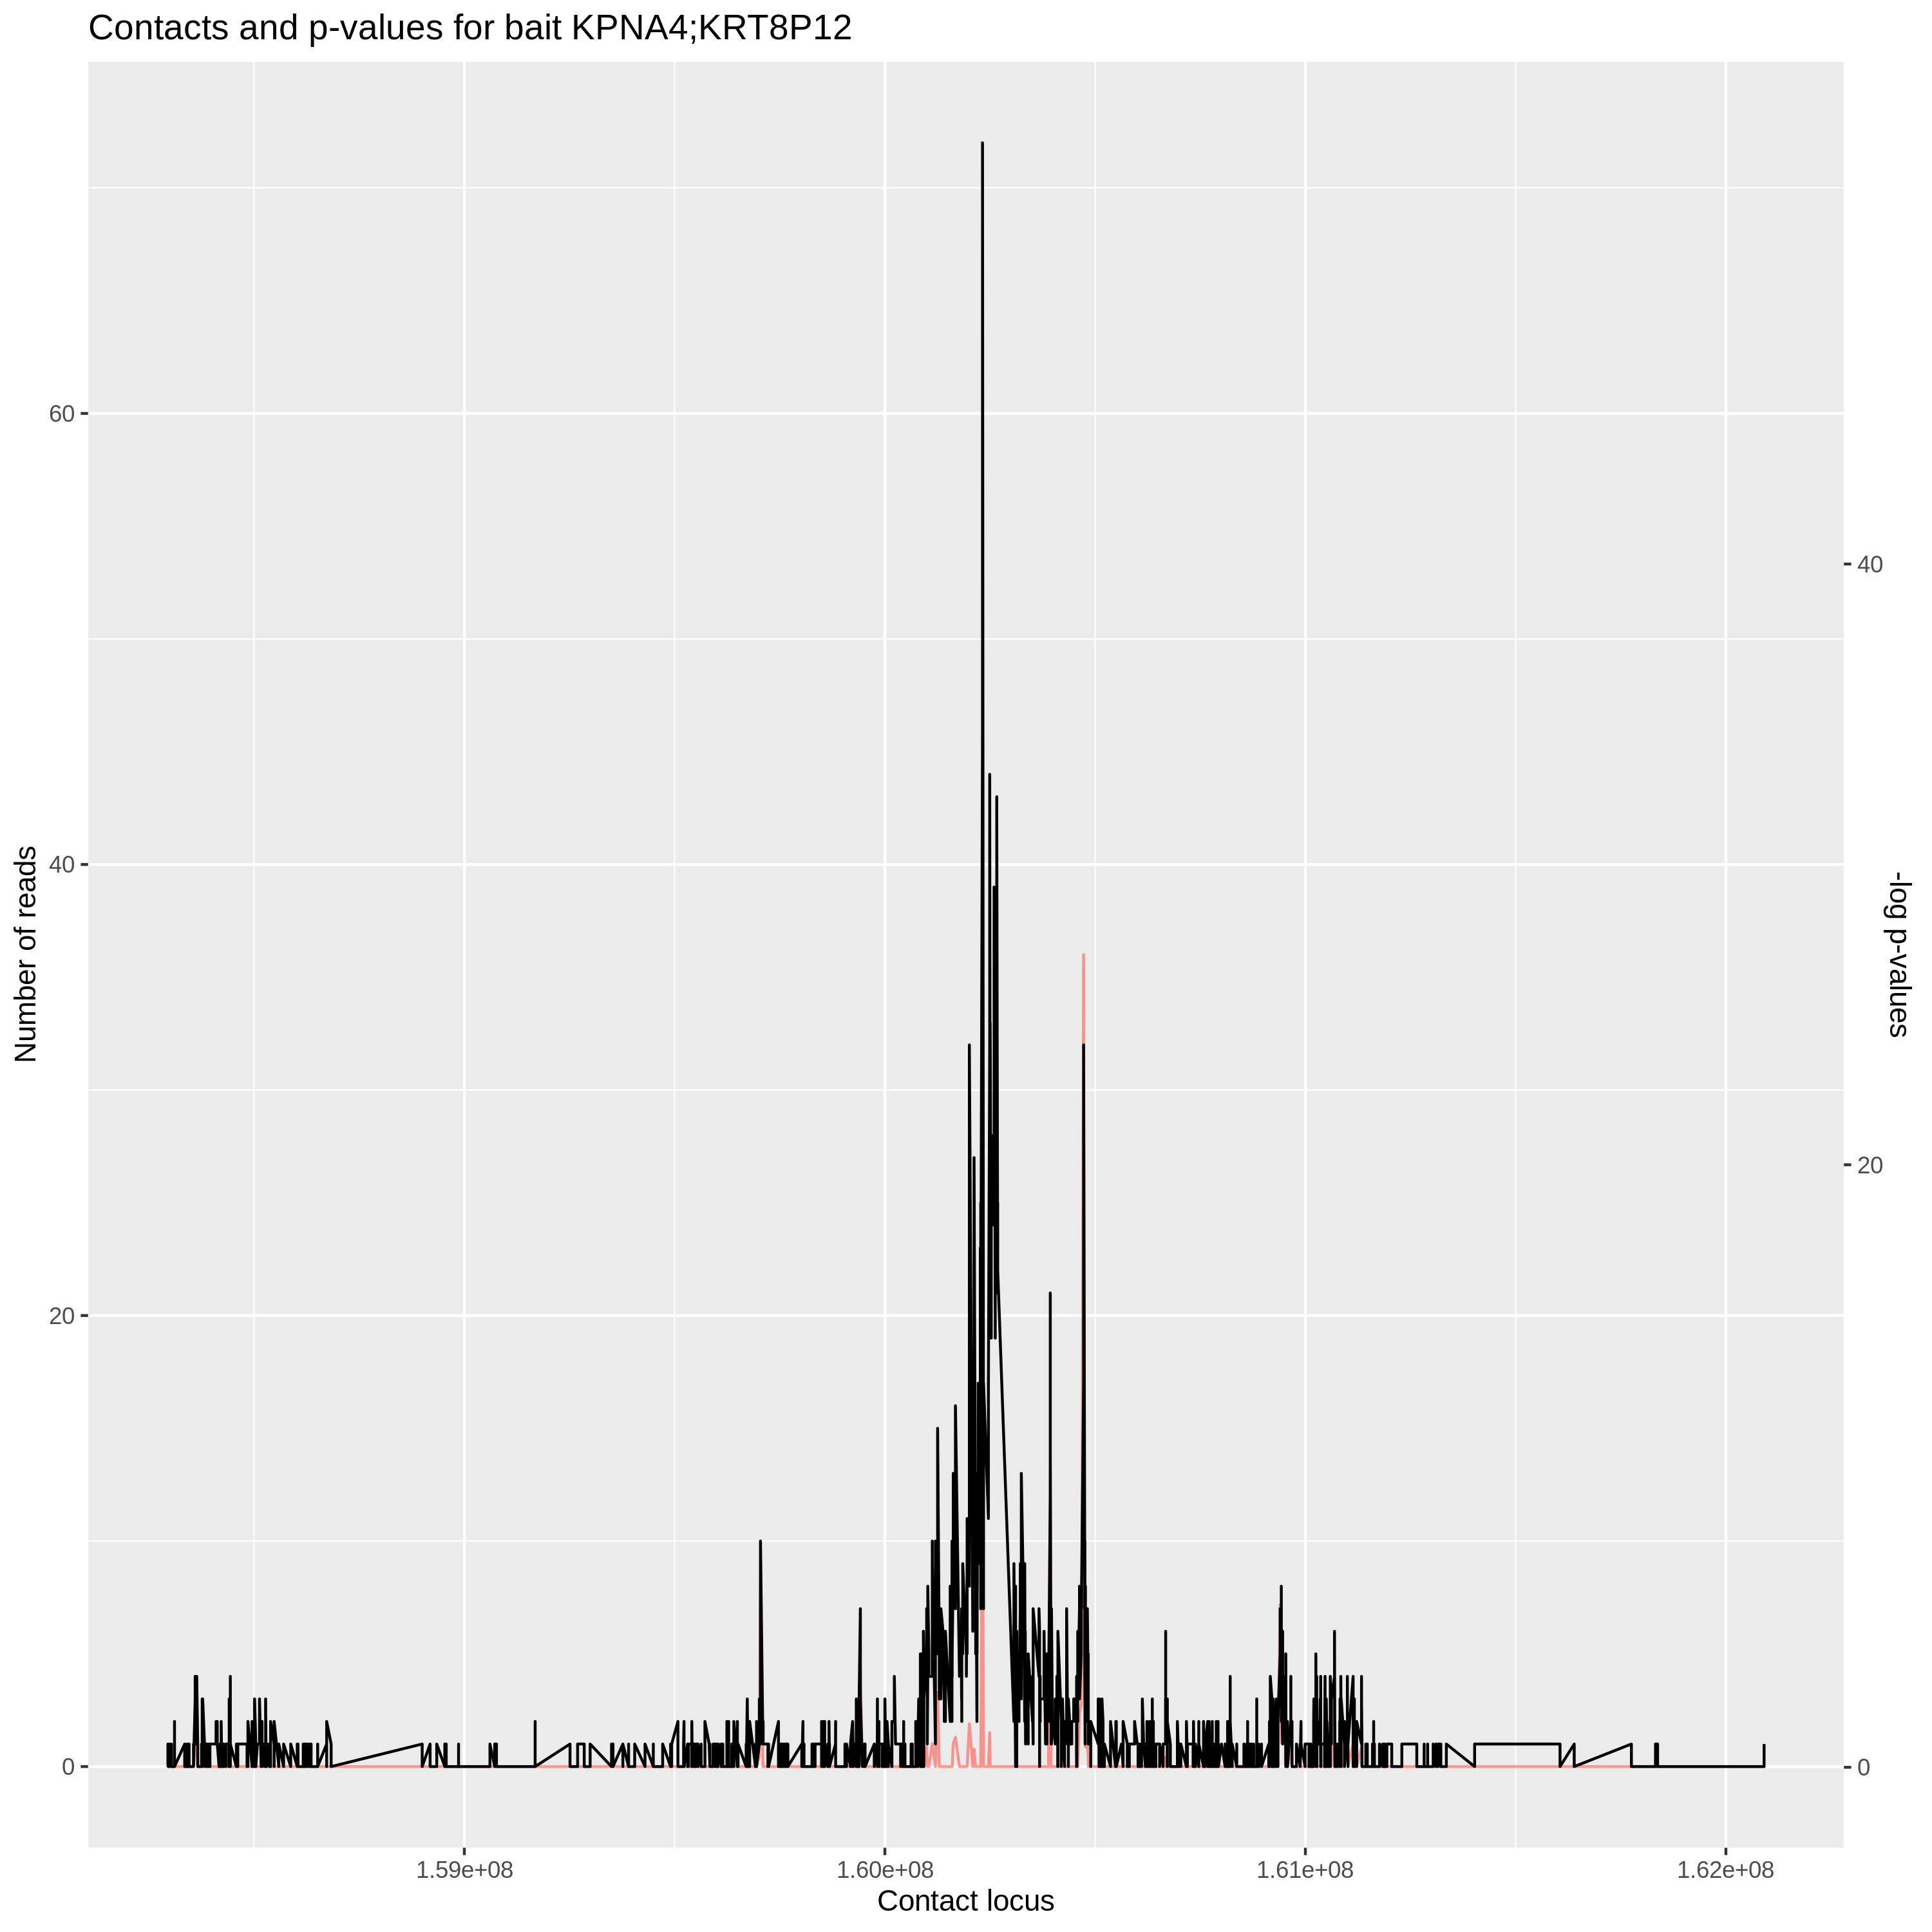 Contacts and p-values for bait KPNA4;KRT8P12
Number of reads
60
40
20
0
40
20
0
-log p-values
1.59e+08 1.60e+08 1.61e+08 1.62e+08
Contact locus